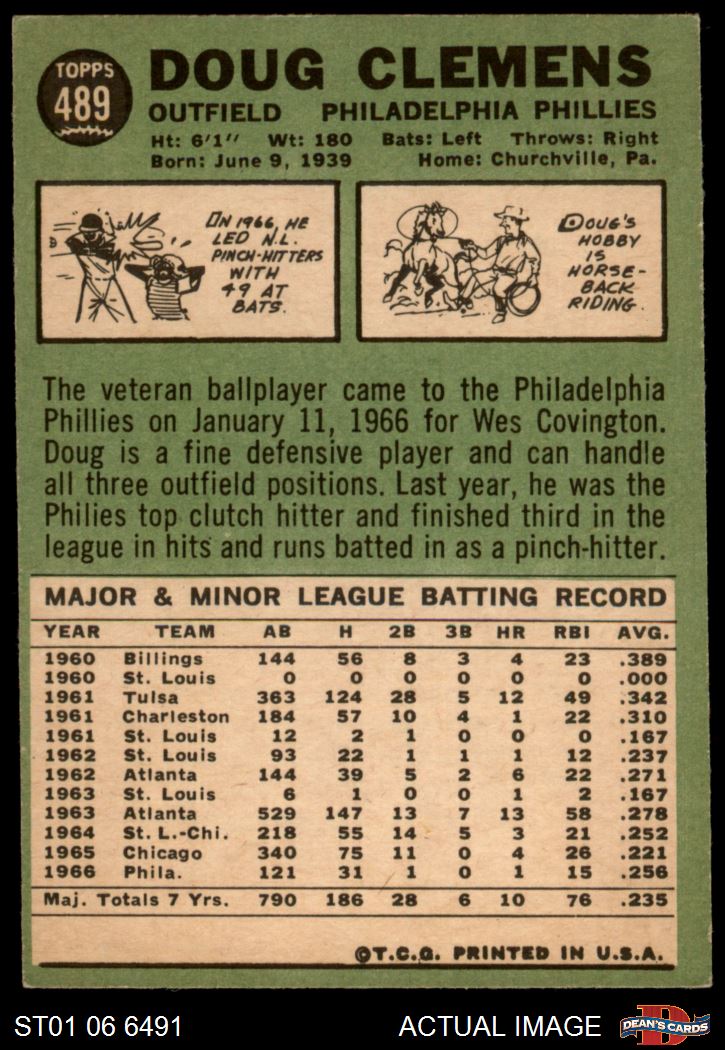 TOPPS
489
DOUG CLEMENS
OUTFIELD PHILADELPHIA PHILLIES
Ht: 6'1" Wt: 180 Bats: Left Throws: Right
Born: June 9, 1939 Home: Churchville, Pa.
ON 1966, HE
LED N.L.
PINCH-HITTERS
WITH
49 AT
BATS.
DOUG'S
HOBBY
IS
HORSE-
BACK
RIDING.
The veteran ballplayer came to the Philadelphia
Phillies on January 11, 1966 for Wes Covington.
Doug is a fine defensive player and can handle
all three outfield positions. Last year, he was the
Philies top clutch hitter and finished third in the
league in hits and runs batted in as a pinch-hitter.
MAJOR & MINOR LEAGUE BATTING RECORD
YEAR TEAM AB H 2B 3B HR RBI AVG.
1960 Billings 144 56 8 3 4 23 .389
1960 St. Louis 0 0 0 0 0 0 .000
1961 Tulsa 363 124 28 5 12 49 .342
1961 Charleston 184 57 10 4 1 22 .310
1961 St. Louis 12 2 1 0 0 0 .167
1962 St. Louis 93 22 1 1 1 12 .237
1962 Atlanta 144 39 5 2 6 22 .271
1963 St. Louis 6 1 0 0 1 2 .167
1963 Atlanta 529 147 13 7 13 58 .278
1964 St. L.-Chi. 218 55 14 5 3 21 .252
1965 Chicago 340 75 11 0 4 26 .221
1966 Phila. 121 31 1 0 1 15 .256
Maj. Totals 7 Yrs. 790 186 28 6 10 76 .235
©T.C.G. PRINTED IN U.S.A.
ST01 06 6491 ACTUAL IMAGE D DEAN'S CARDS